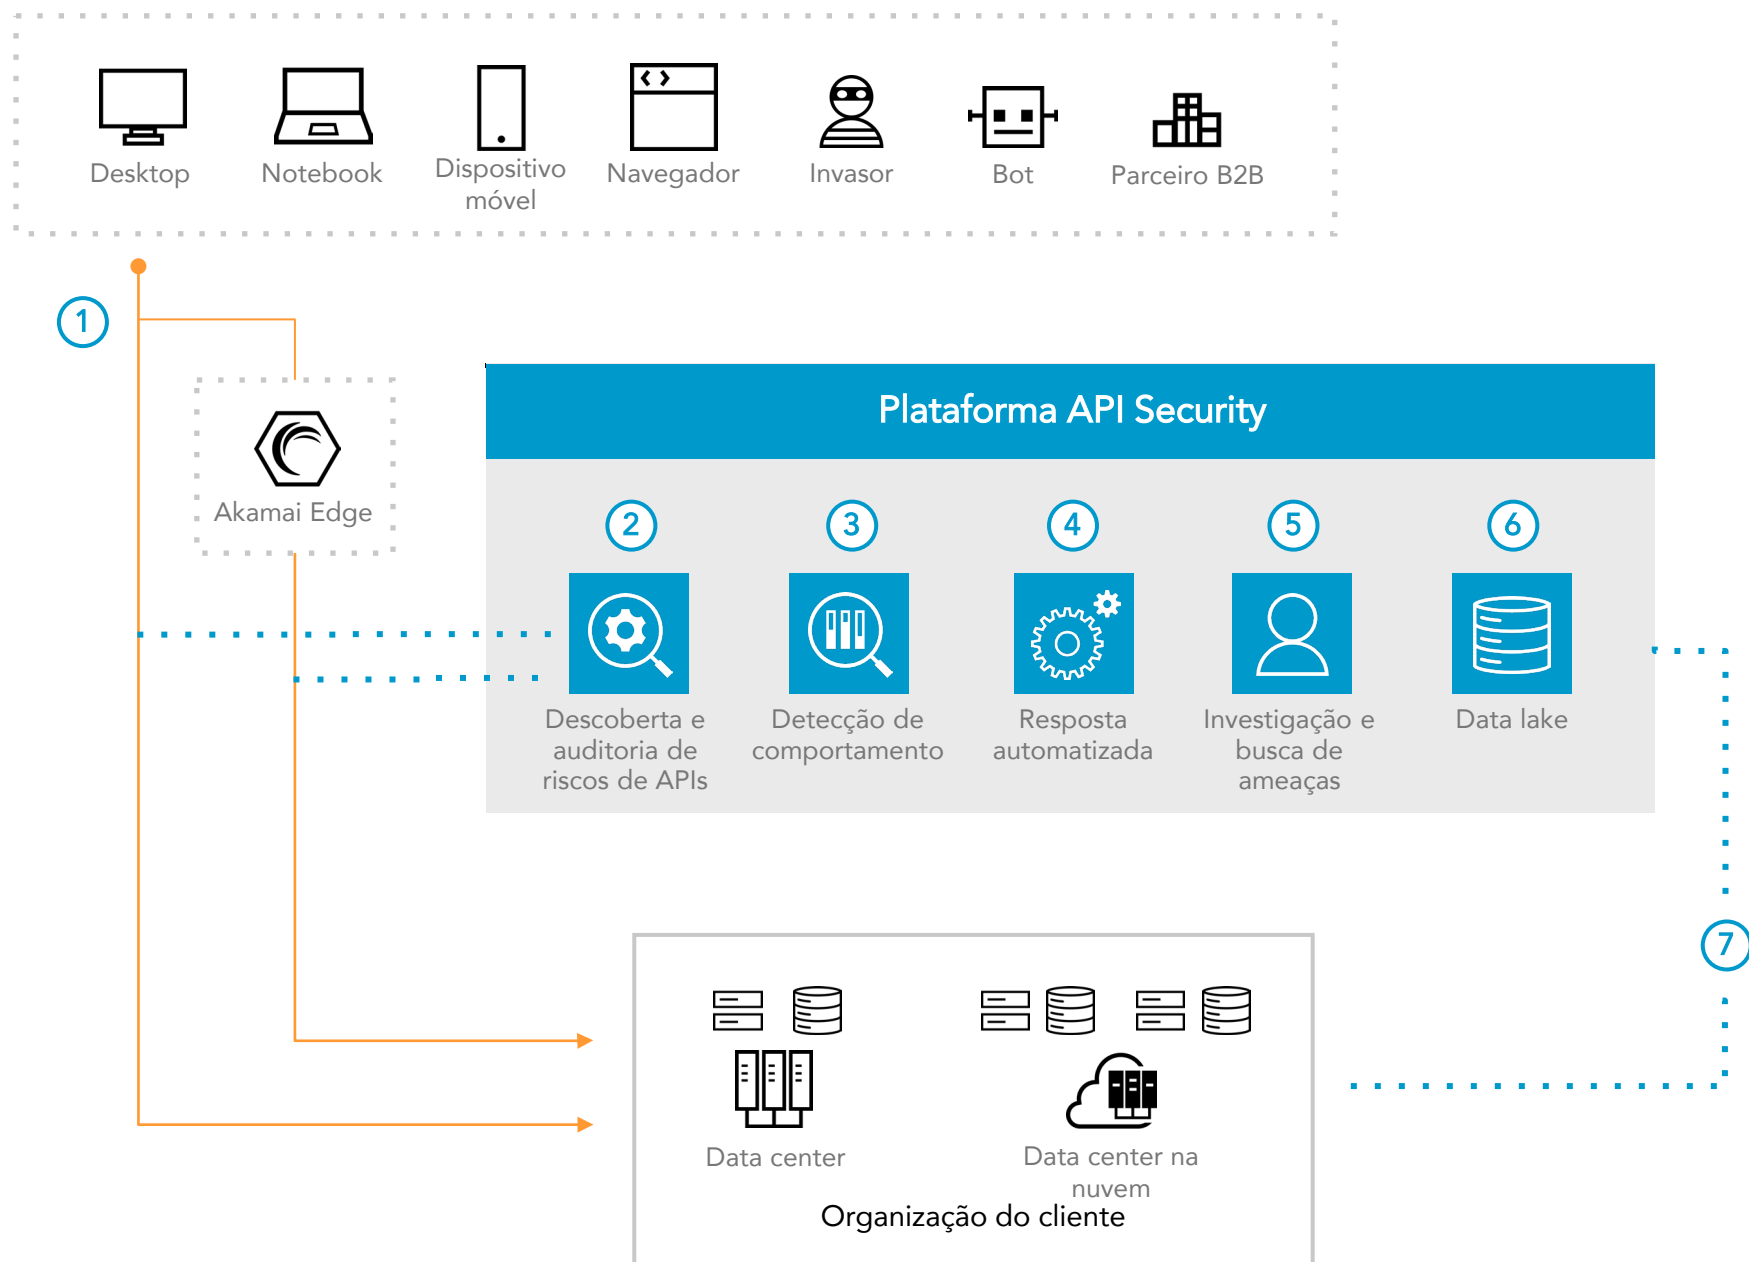 Desktop
Notebook
Dispositivo
móvel
Navegador
Invasor
Bot
Parceiro B2B
1
Akamai Edge
Plataforma API Security
2
3
4
5
6
Descoberta e
auditoria de
riscos de APIs
Detecção de
comportamento
Resposta
automatizada
Investigação e
busca de
ameaças
Data lake
7
Data center
Data center na
nuvem
Organização do cliente